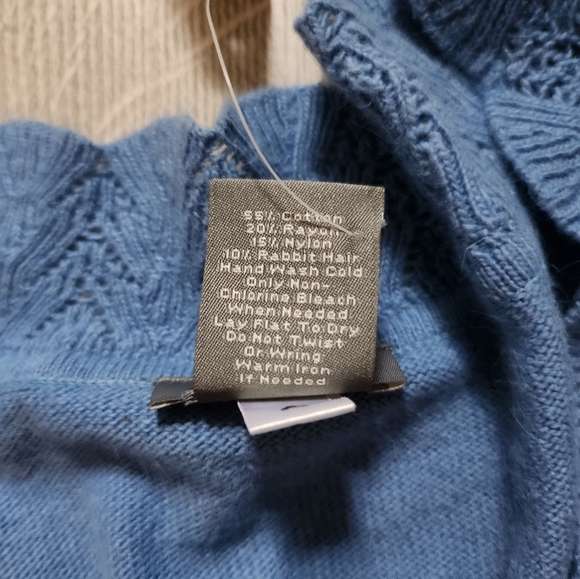 55% Cotton
20% Rayon
15% Nylon
10% Rabbit Hair
Hand Wash Cold
Only Non-
Chlorine Bleach
When Needed
Lay Flat To Dry
Do Not Twist
Or Wring
Warm Iron
If Needed